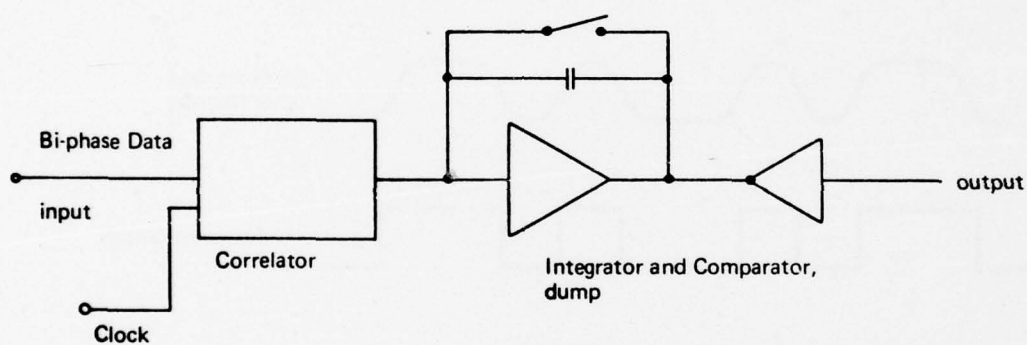 Bi-phase Data
input
Clock
Correlator
Integrator and Comparator,
dump
output